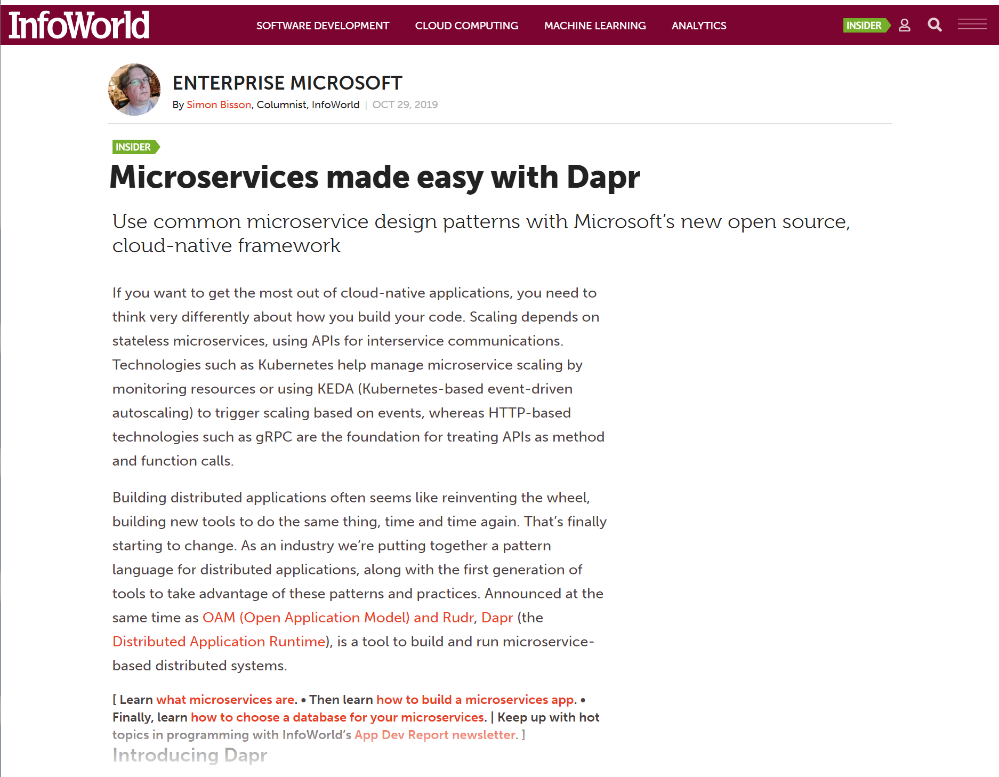 InfoWorld
SOFTWARE DEVELOPMENT CLOUD COMPUTING MACHINE LEARNING ANALYTICS
INSIDER
ENTERPRISE MICROSOFT
By Simon Bisson, Columnist, InfoWorld | OCT 29, 2019
INSIDER
Microservices made easy with Dapr
Use common microservice design patterns with Microsoft’s new open source,
cloud-native framework
If you want to get the most out of cloud-native applications, you need to
think very differently about how you build your code. Scaling depends on
stateless microservices, using APIs for interservice communications.
Technologies such as Kubernetes help manage microservice scaling by
monitoring resources or using KEDA (Kubernetes-based event-driven
autoscaling) to trigger scaling based on events, whereas HTTP-based
technologies such as gRPC are the foundation for treating APIs as method
and function calls.
Building distributed applications often seems like reinventing the wheel,
building new tools to do the same thing, time and time again. That’s finally
starting to change. As an industry we’re putting together a pattern
language for distributed applications, along with the first generation of
tools to take advantage of these patterns and practices. Announced at the
same time as OAM (Open Application Model) and Rudr, Dapr (the
Distributed Application Runtime), is a tool to build and run microservice-
based distributed systems.
[ Learn what microservices are. • Then learn how to build a microservices app. •
Finally, learn how to choose a database for your microservices. | Keep up with hot
topics in programming with InfoWorld’s App Dev Report newsletter. ]
Introducing Dapr